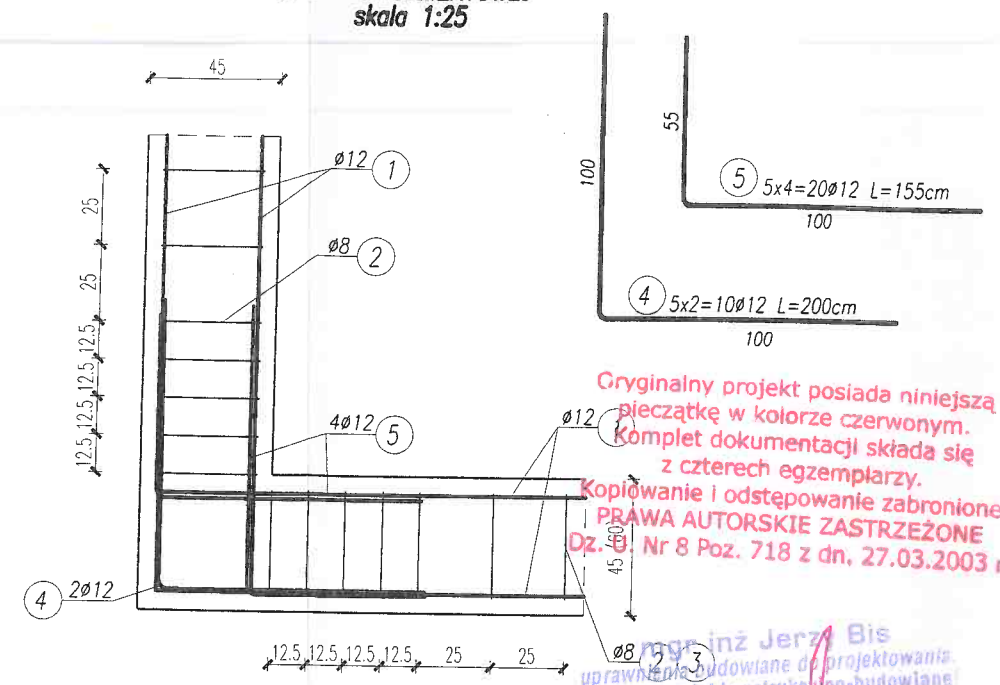 skala 1:25
45
ø12 1
ø8 2
25
25
12.5
12.5
12.5
12.5
4ø12 5
ø12 1
4 2ø12
12.5 12.5 12.5 12.5 25 25
45 (60)
ø8 2, 3
100
55
5 5x4=20ø12 L=155cm
100
4 5x2=10ø12 L=200cm
100
Oryginalny projekt posiada niniejszą
pieczątkę w kolorze czerwonym.
Komplet dokumentacji składa się
z czterech egzemplarzy.
Kopiowanie i odstępowanie zabronione
PRAWA AUTORSKIE ZASTRZEŻONE
Dz. U. Nr 8 Poz. 718 z dn. 27.03.2003 r
mgr inż Jerzy Bis
uprawnienia budowlane do projektowania
budowlane